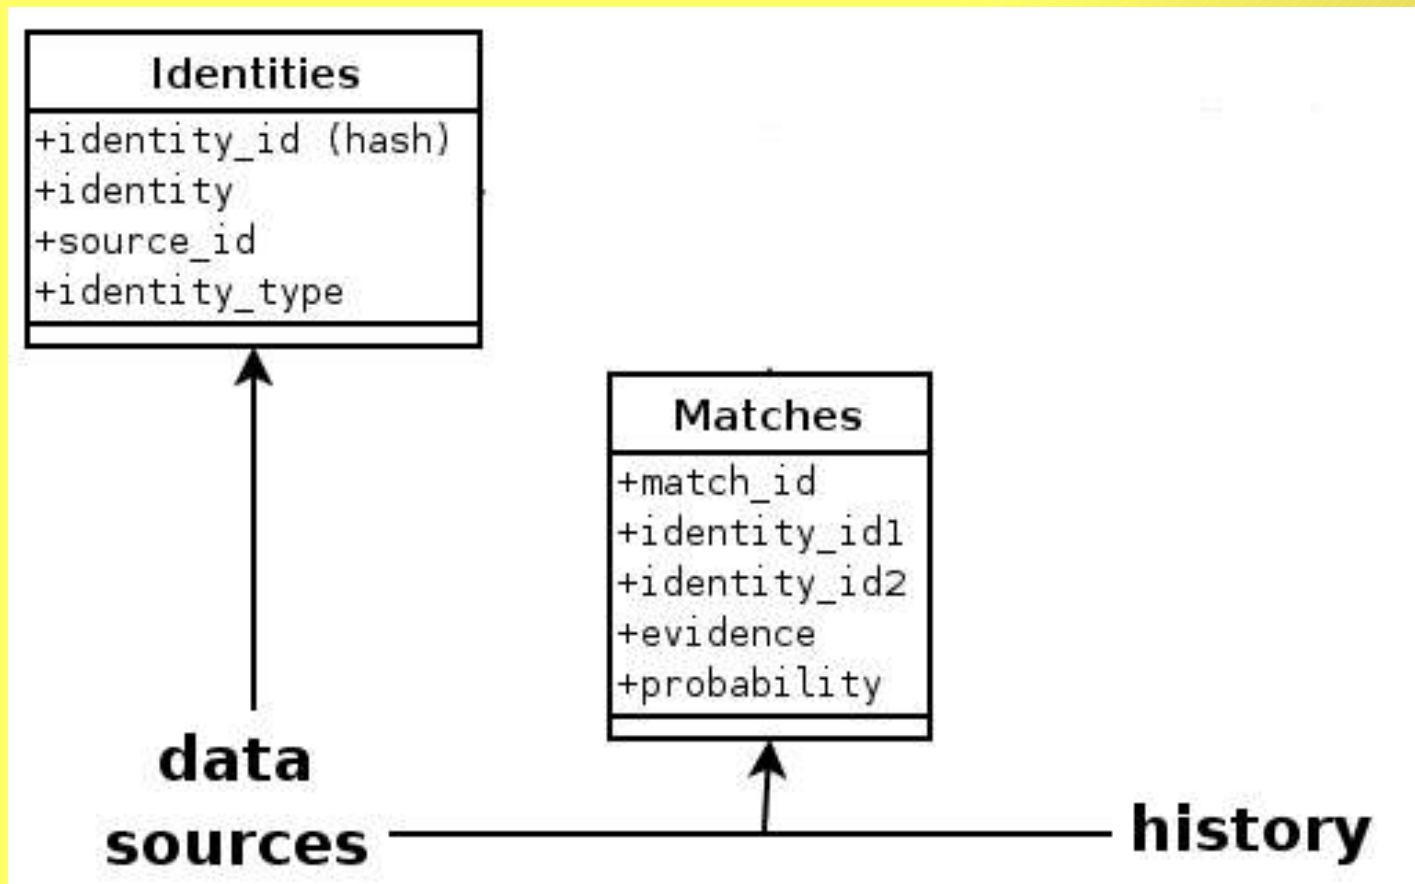 Identities
+identity_id (hash)
+identity
+source_id
+identity_type
Matches
+match_id
+identity_id1
+identity_id2
+evidence
+probability
data
sources
history